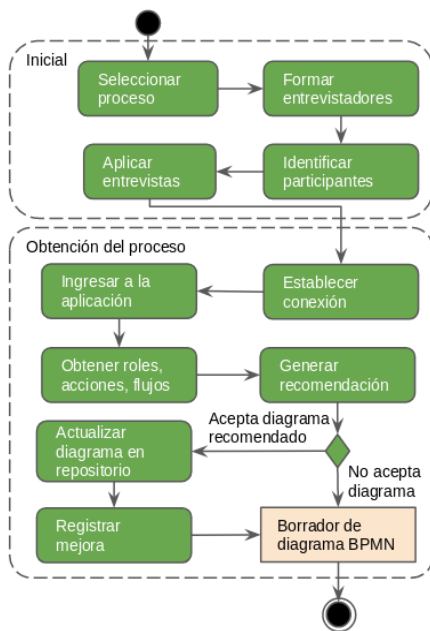 Inicial
Seleccionar
proceso
Formar
entrevistadores
Aplicar
entrevistas
Identificar
participantes
Obtención del proceso
Ingresar a la
aplicación
Establecer
conexión
Obtener roles,
acciones, flujos
Generar
recomendación
Acepta diagrama
recomendado
Actualizar
diagrama en
repositorio
No acepta
diagrama
Registrar
mejora
Borrador de
diagrama BPMN